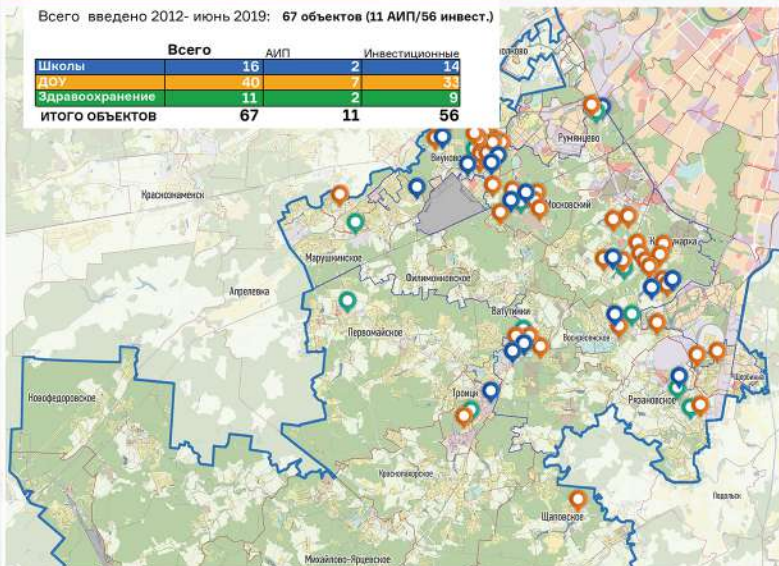 Всего введено 2012- июнь 2019: 67 объектов (11 АИП/56 инвест.)
Всего АИП Инвестиционные
Школы 16 2 14
ДОУ 40 7 33
Здравоохранение 11 2 9
ИТОГО ОБЪЕКТОВ 67 11 56
Румянцево
Внуково
Краснознаменск
Московский
Марушкинское
Филимонковское
Апрелевка
Ватутинки
Первомайское
Воскресенское
Щербинка
Новофедоровское
Троицк
Рязановское
Краснопахорское
Подольск
Щаповское
Михайлово-Ярцевское